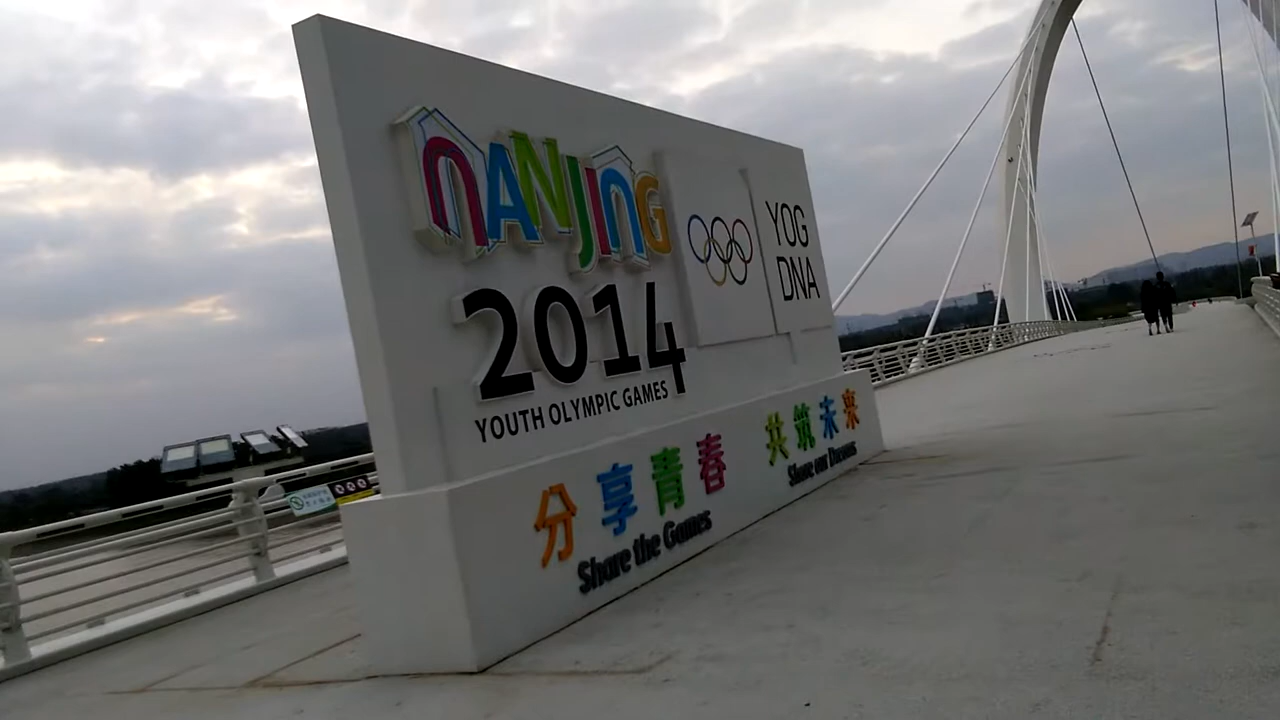 NANJING
2014
YOUTH OLYMPIC GAMES
YOG
DNA
分享青春
Share the Games
共筑未来
Share our Dreams